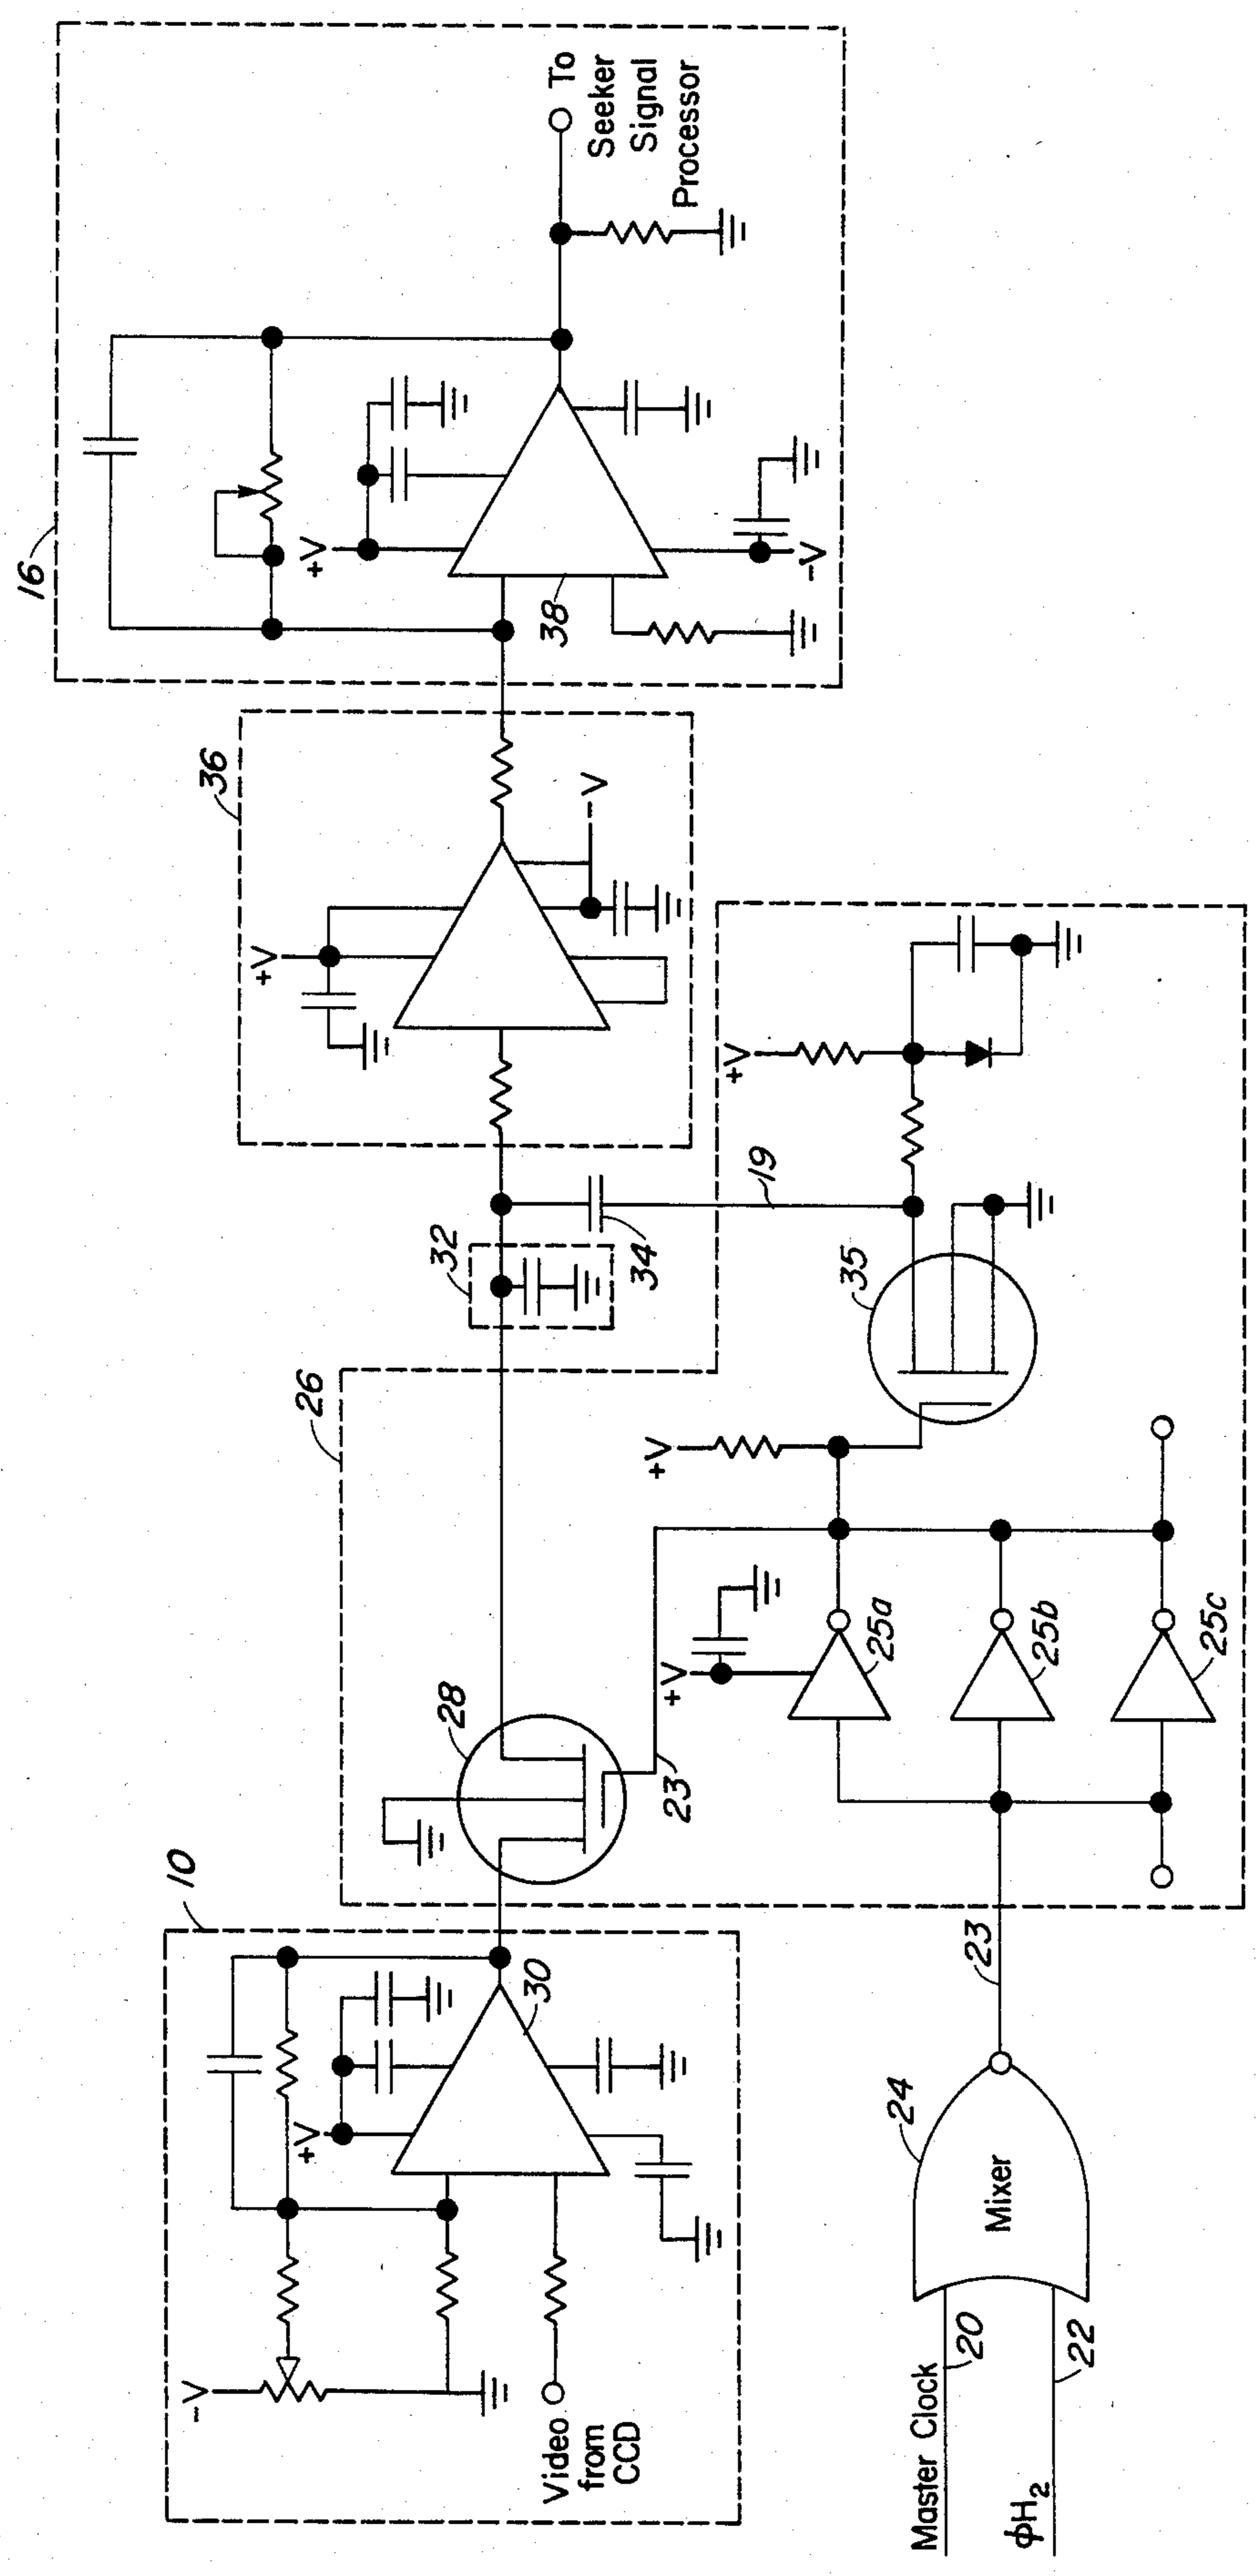 16
To
Seeker
Signal
Processor
+V
38
-V
36
+V
-V
32
34
19
+V
35
26
+V
28
23
+V
25a
25b
25c
10
+V
30
-V
Video
from
CCD
23
24
Mixer
20
22
Master Clock
ϕH₂